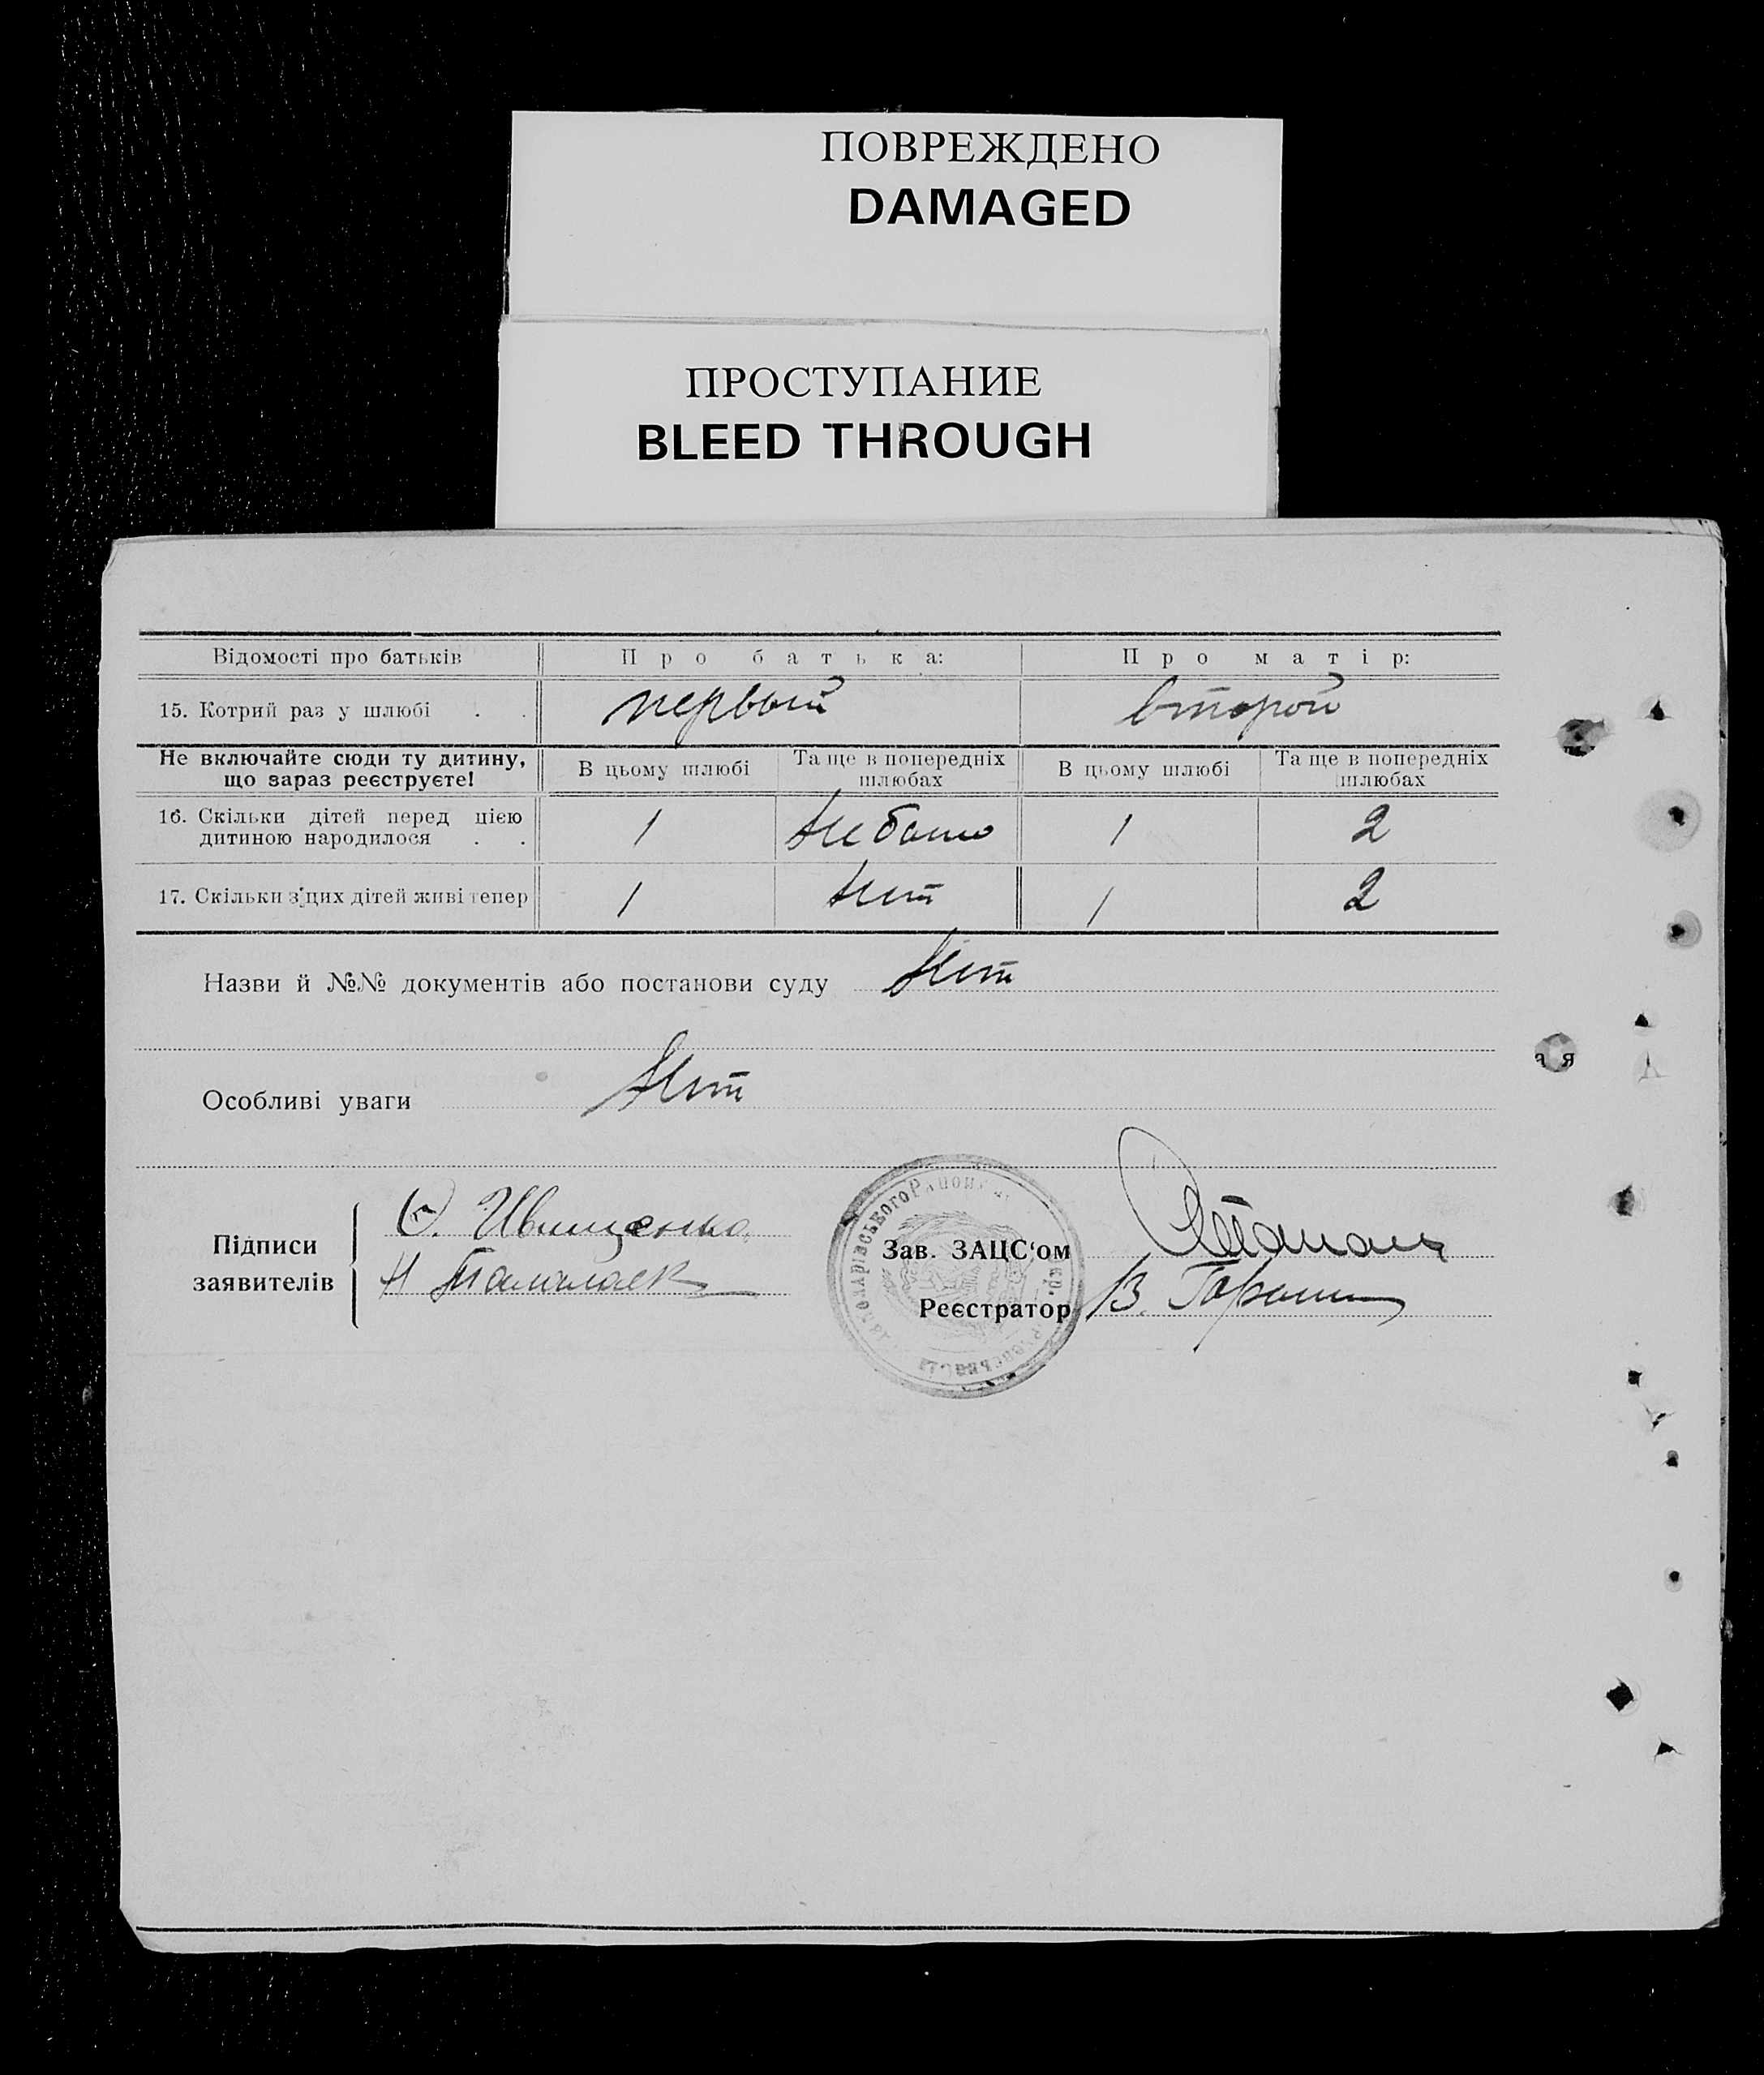 ПОВРЕЖДЕНО
DAMAGED
ПРОСТУПАНИЕ
BLEED THROUGH
Відомості про батьків Про батька: Про матір:
15. Котрий раз у шлюбі . . первый второй
Не включайте сюди ту дитину,
що зараз реєструєте!
В цьому шлюбі Та ще в попередніх шлюбах В цьому шлюбі Та ще в попередніх шлюбах
16. Скільки дітей перед цією
дитиною народилося . . 1 не было 1 2
17. Скільки з цих дітей живі тепер 1 нет 1 2
Назви й №№ документів або постанови суду нет
Особливі уваги нет
Підписи
заявителів
Зав. ЗАЦС'ом
Реєстратор В.
а я